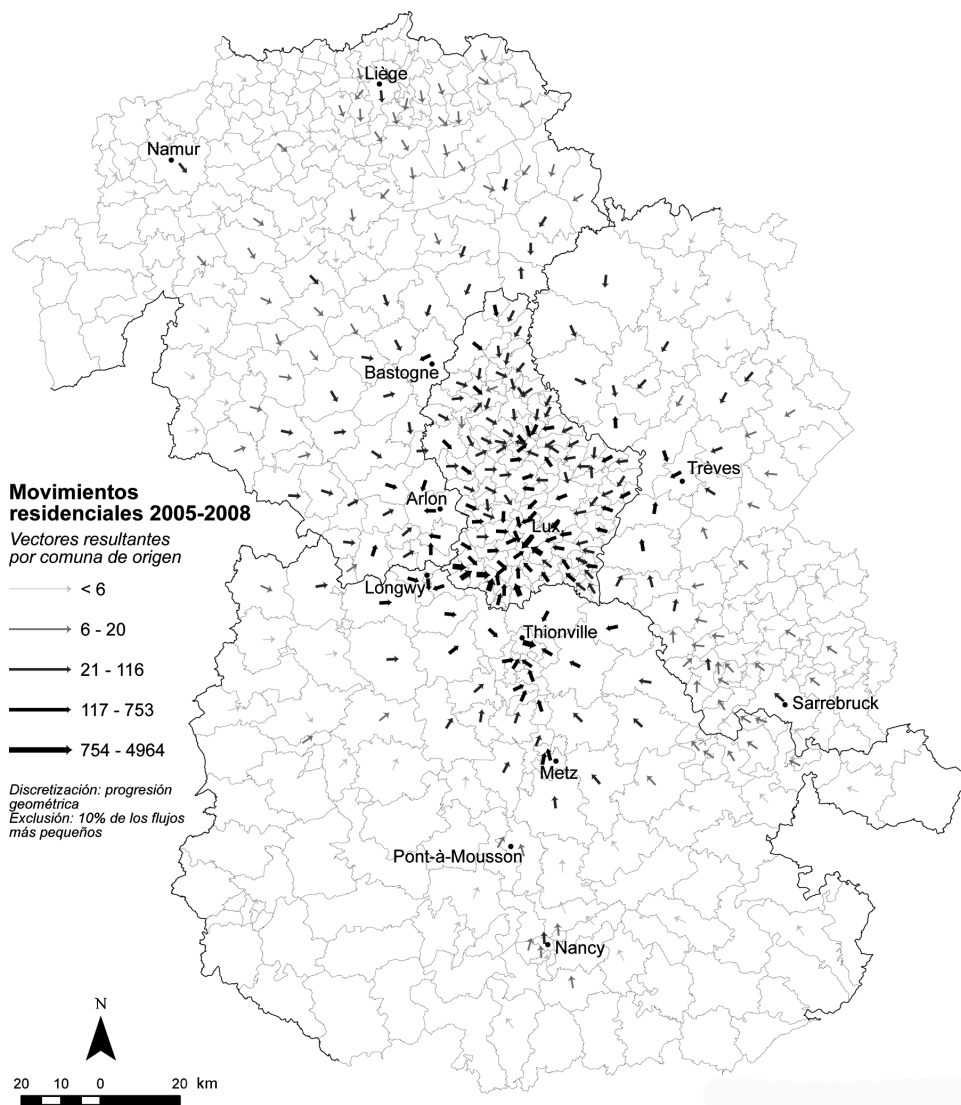 Liège
Namur
Bastogne
Trèves
Arlon
Lux.
Longwy
Thionville
Sarrebruck
Metz
Pont-à-Mousson
Nancy
Movimientos
residenciales 2005-2008
Vectores resultantes
por comuna de origen
< 6
6 - 20
21 - 116
117 - 753
754 - 4964
Discretización: progresión
geométrica
Exclusión: 10% de los flujos
más pequeños
N
20 10 0 20 km